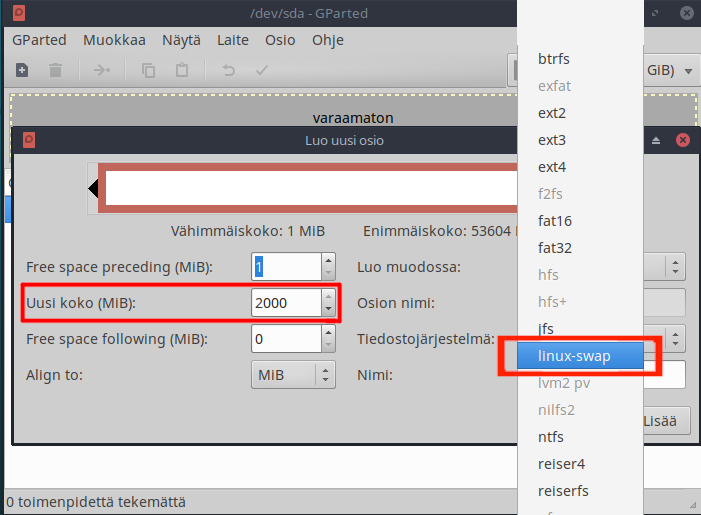 /dev/sda - GParted
GParted Muokkaa Näytä Laite Osio Ohje
GiB)
varaamaton
Luo uusi osio
Vähimmäiskoko: 1 MiB Enimmäiskoko: 53604
Free space preceding (MiB): 1 Luo muodossa:
Uusi koko (MiB): 2000 Osion nimi:
Free space following (MiB): 0 Tiedostojärjestelmä:
Align to: MiB Nimi:
Lisää
btrfs
exfat
ext2
ext3
ext4
f2fs
fat16
fat32
hfs
hfs+
jfs
linux-swap
lvm2 pv
nilfs2
ntfs
reiser4
reiserfs
0 toimenpidettä tekemättä